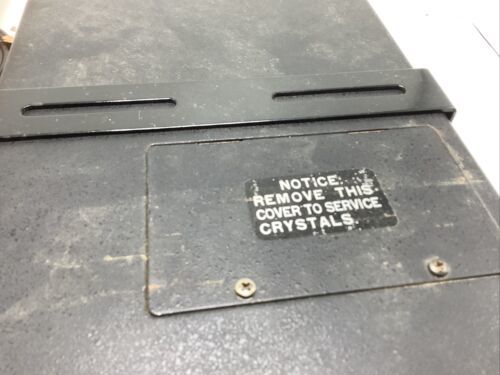 NOTICE.
REMOVE THIS
COVER TO SERVICE
CRYSTALS.